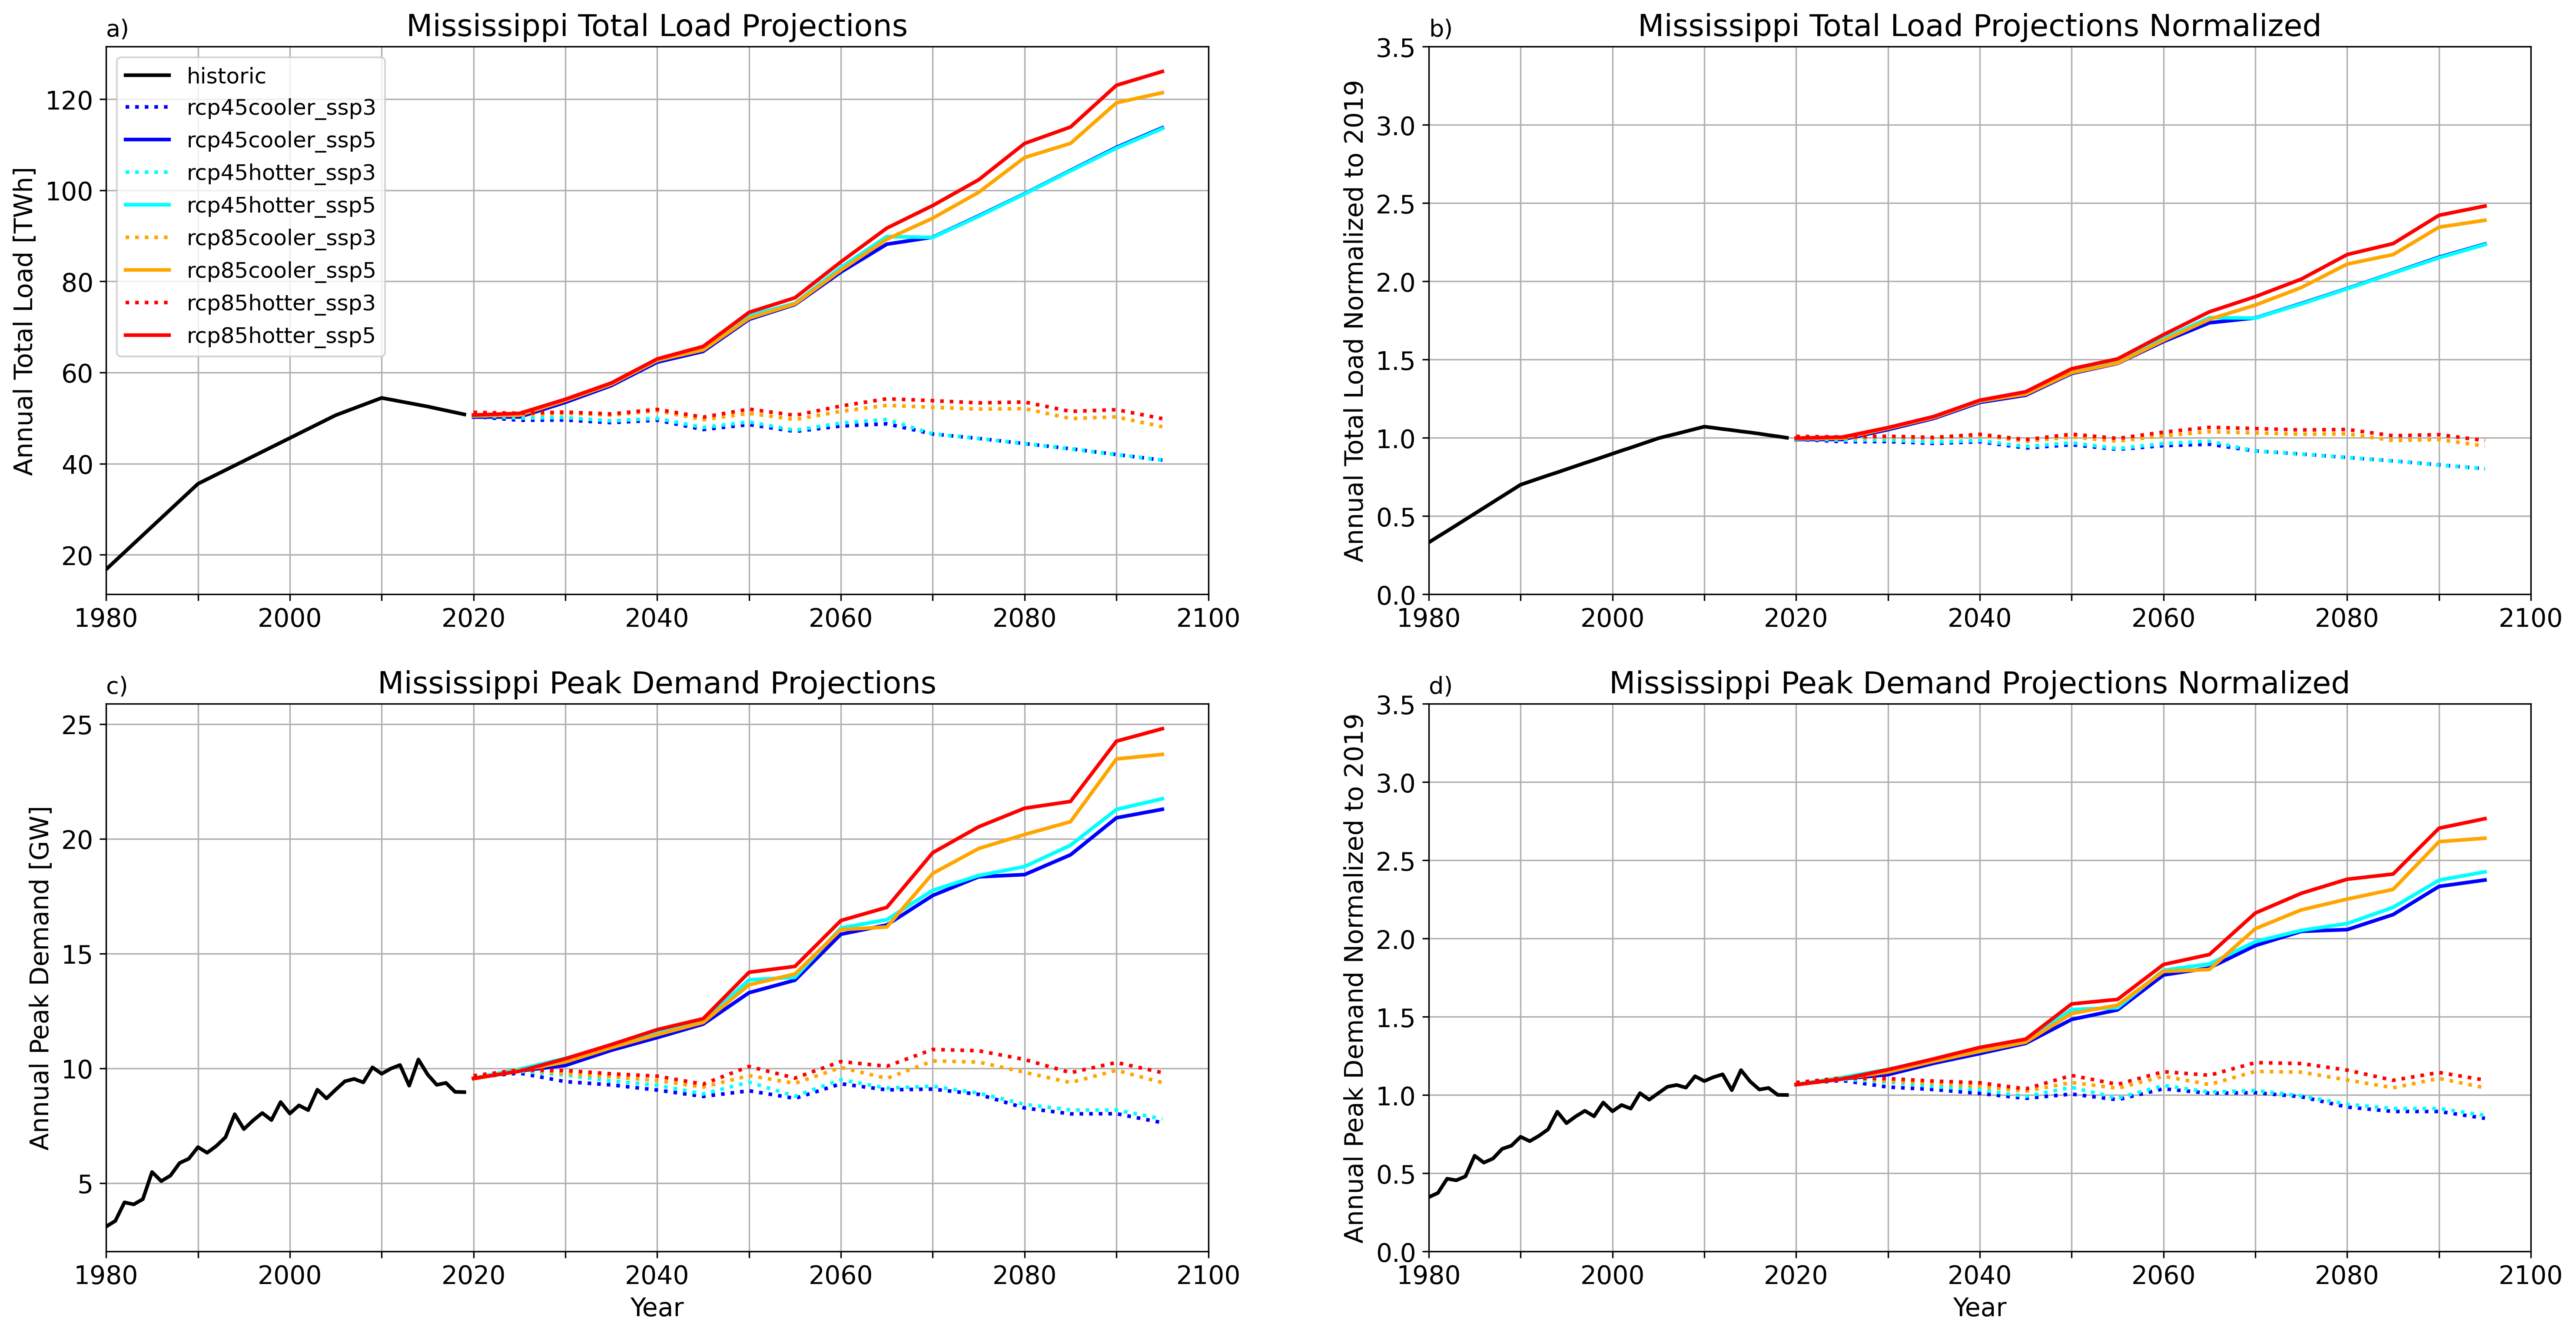 a)
Mississippi Total Load Projections
Annual Total Load [TWh]
120
100
80
60
40
20
historic
rcp45cooler_ssp3
rcp45cooler_ssp5
rcp45hotter_ssp3
rcp45hotter_ssp5
rcp85cooler_ssp3
rcp85cooler_ssp5
rcp85hotter_ssp3
rcp85hotter_ssp5
1980 2000 2020 2040 2060 2080 2100
b)
Mississippi Total Load Projections Normalized
Annual Total Load Normalized to 2019
3.5
3.0
2.5
2.0
1.5
1.0
0.5
0.0
1980 2000 2020 2040 2060 2080 2100
c)
Mississippi Peak Demand Projections
Annual Peak Demand [GW]
25
20
15
10
5
1980 2000 2020 2040 2060 2080 2100
Year
d)
Mississippi Peak Demand Projections Normalized
Annual Peak Demand Normalized to 2019
3.5
3.0
2.5
2.0
1.5
1.0
0.5
0.0
1980 2000 2020 2040 2060 2080 2100
Year